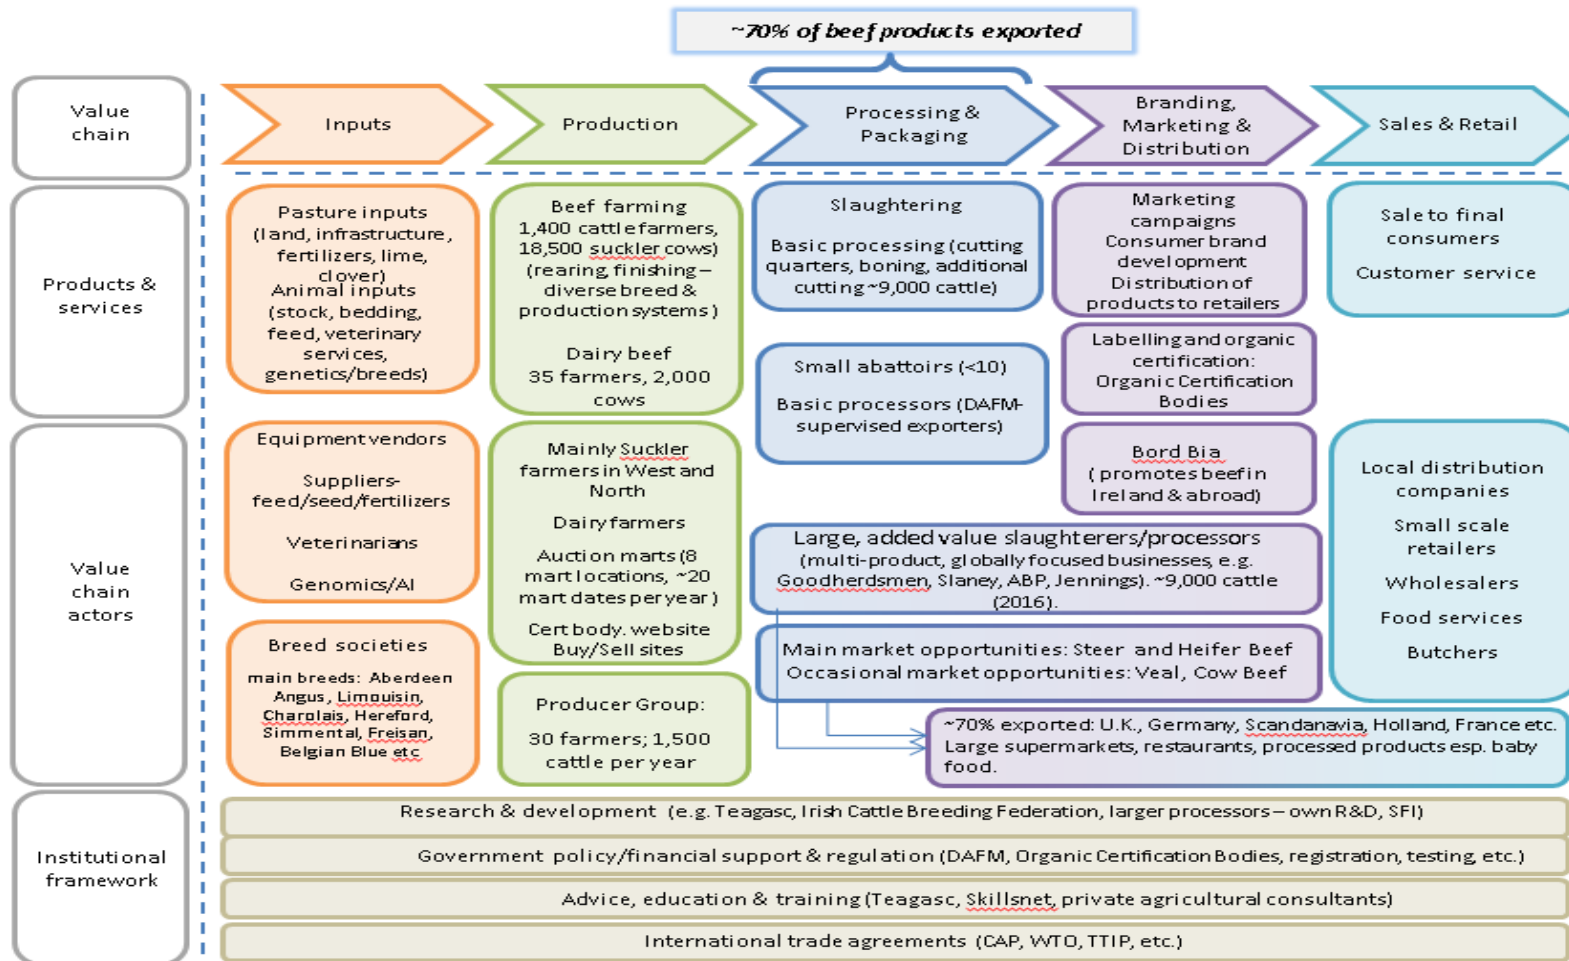 ~70% of beef products exported
Value
chain
Inputs
Production
Processing &
Packaging
Branding,
Marketing &
Distribution
Sales & Retail
Products &
services
Pasture inputs
(land, infrastructure,
fertilizers, lime,
clover)
Animal inputs
(stock, bedding,
feed, veterinary
services,
genetics/breeds)
Beef farming
1,400 cattle farmers,
18,500 suckler cows)
(rearing, finishing –
diverse breed &
production systems )
Dairy beef
35 farmers, 2,000
cows
Slaughtering
Basic processing (cutting
quarters, boning, additional
cutting ~9,000 cattle)
Small abattoirs (<10)
Basic processors (DAFM-
supervised exporters)
Marketing
campaigns
Consumer brand
development
Distribution of
products to retailers
Labelling and organic
certification:
Organic Certification
Bodies
Sale to final
consumers
Customer service
Value
chain
actors
Equipment vendors
Suppliers-
feed/seed/fertilizers
Veterinarians
Genomics/AI
Breed societies
main breeds: Aberdeen
Angus, Limouisin,
Charolais, Hereford,
Simmental, Freisan,
Belgian Blue etc
Mainly Suckler
farmers in West and
North
Dairy farmers
Auction marts (8
mart locations, ~20
mart dates per year )
Cert body. website
Buy/Sell sites
Producer Group:
30 farmers; 1,500
cattle per year
Bord Bia
( promotes beef in
Ireland & abroad)
Large, added value slaughterers/processors
(multi-product, globally focused businesses, e.g.
Goodherdsmen, Slaney, ABP, Jennings). ~9,000 cattle
(2016).
Main market opportunities: Steer and Heifer Beef
Occasional market opportunities: Veal, Cow Beef
~70% exported: U.K., Germany, Scandanavia, Holland, France etc.
Large supermarkets, restaurants, processed products esp. baby
food.
Local distribution
companies
Small scale
retailers
Wholesalers
Food services
Butchers
Institutional
framework
Research & development (e.g. Teagasc, Irish Cattle Breeding Federation, larger processors – own R&D, SFI)
Government policy/financial support & regulation (DAFM, Organic Certification Bodies, registration, testing, etc.)
Advice, education & training (Teagasc, Skillsnet, private agricultural consultants)
International trade agreements (CAP, WTO, TTIP, etc.)